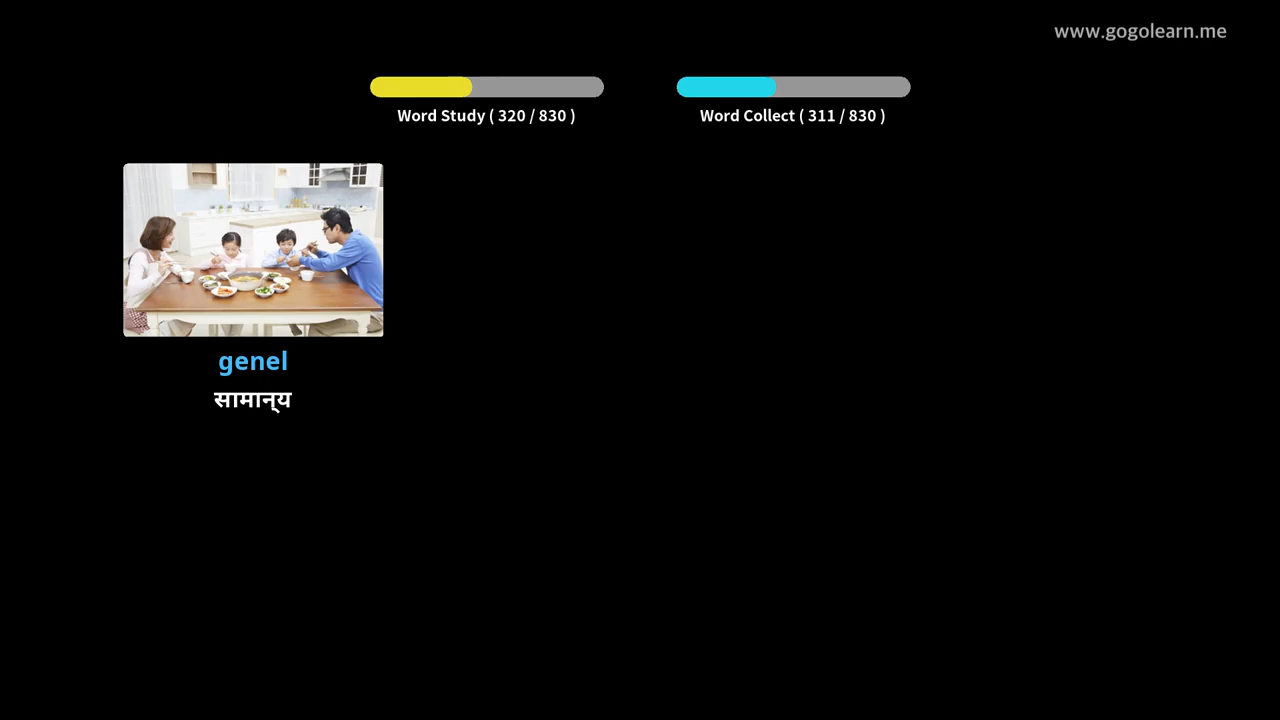 www.gogolearn.me
Word Study ( 320 / 830 )
Word Collect ( 311 / 830 )
genel
सामान्य